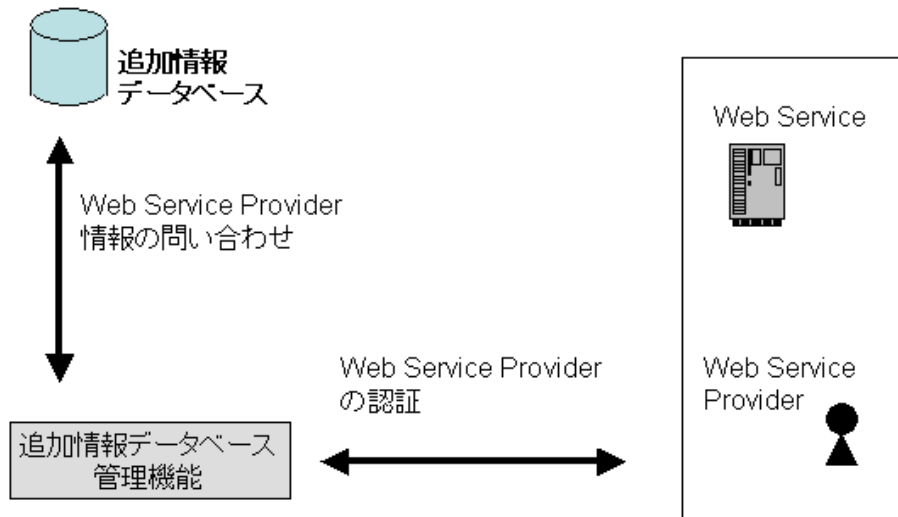 追加情報
データベース
Web Service
Web Service Provider
情報の問い合わせ
Web Service Provider
の認証
Web Service
Provider
追加情報データベース
管理機能